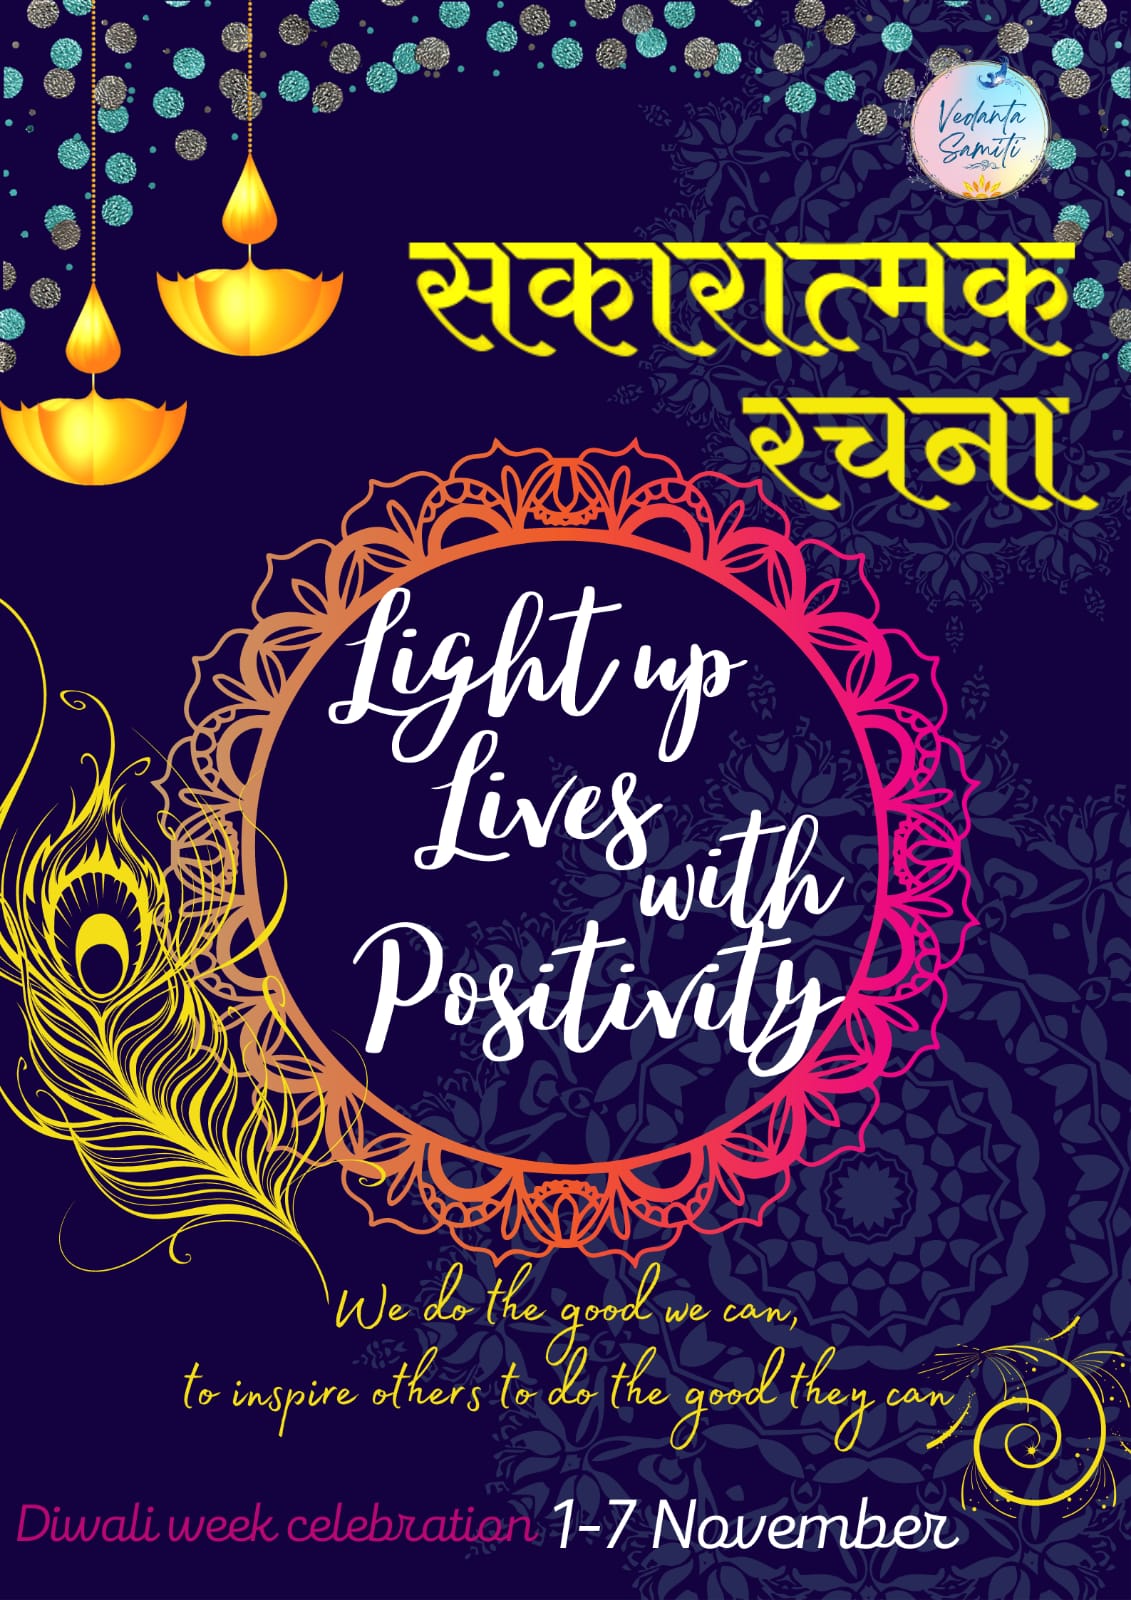 Vedanta
Samiti
सकारात्मक
रचना
Light up
Lives
with
Positivity
We do the good we can,
to inspire others to do the good they can
Diwali week celebration 1-7 November